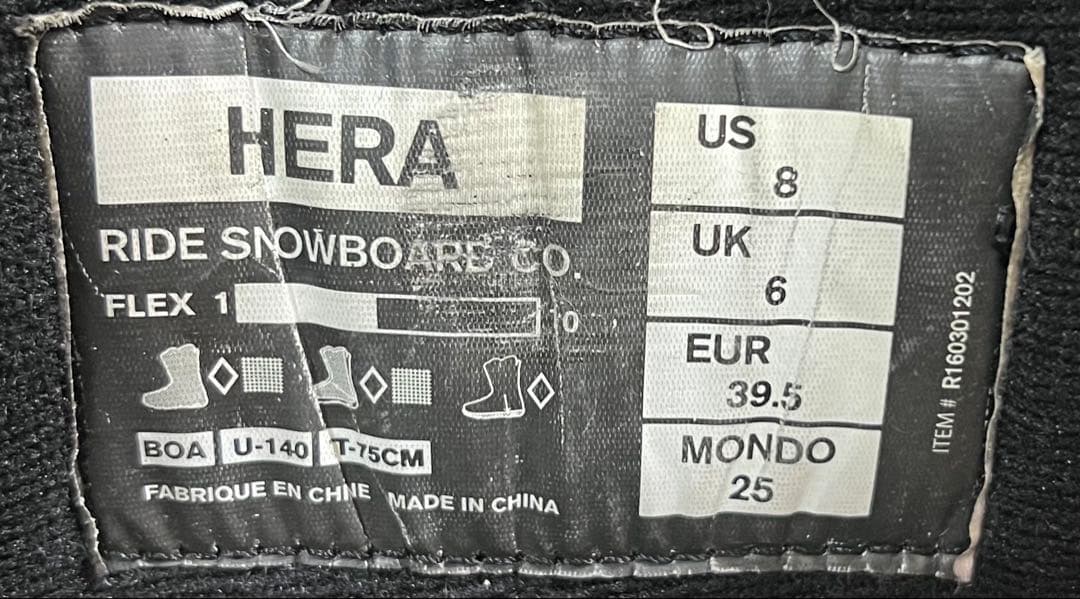 HERA
RIDE SNOWBOARD CO.
FLEX 1 10
BOA U-140 T-75CM
FABRIQUE EN CHINE MADE IN CHINA
US
8
UK
6
EUR
39.5
MONDO
25
ITEM # R160301202